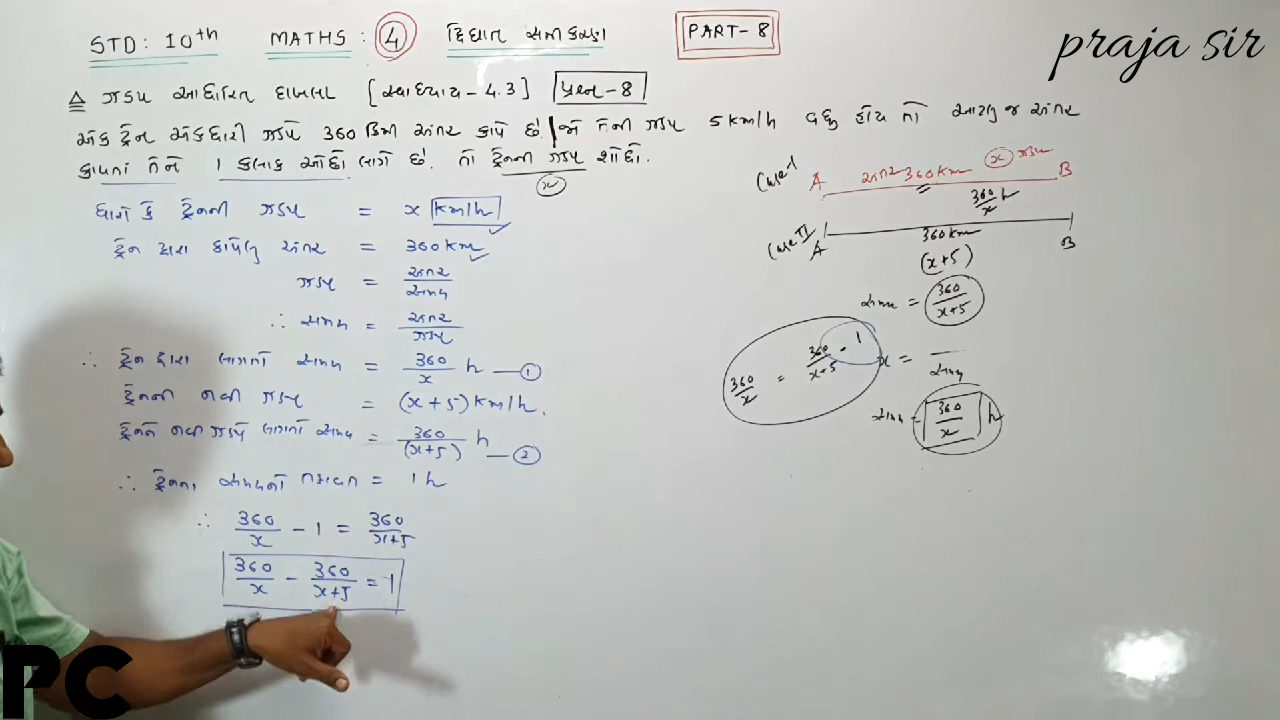 STD: 10th MATHS: 4 દ્વિઘાત સમીકરણ PART-8
praja sir
△ ઝડપ આધારિત દાખલા [સ્વાધ્યાય - 4.3] પ્રશ્ન-8
એક ટ્રેન એકધારી ઝડપે 360 કિમી અંતર કાપે છે. જો તેની ઝડપ 5 km/h વધુ હોય તો આટલુ જ અંતર
કાપતાં તેને 1 કલાક ઓછો લાગે છે. તો ટ્રેનની ઝડપ શોધો.
(x)
ધારો કે ટ્રેનની ઝડપ = x km/h
ટ્રેન દ્વારા કાપેલુ અંતર = 360 km
ઝડપ = અંતર/સમય
∴ સમય = અંતર/ઝડપ
∴ ટ્રેન દ્વારા લાગતો સમય = 360/x h —①
ટ્રેનની નવી ઝડપ = (x+5) km/h.
ટ્રેનને નવી ઝડપે લાગતો સમય = 360/(x+5) h —②
∴ ટ્રેનના સમયનો તફાવત = 1 h
∴ 360/x - 1 = 360/x+5
360/x - 360/x+5 = 1
Case I A અંતર 360 km (x) ઝડપ B
360/x h
Case II A 360 km B
(x+5)
સમય = 360/x+5
360/x = 360/x+5 - 1
x = —/સમય
સમય = 360/x h
PC